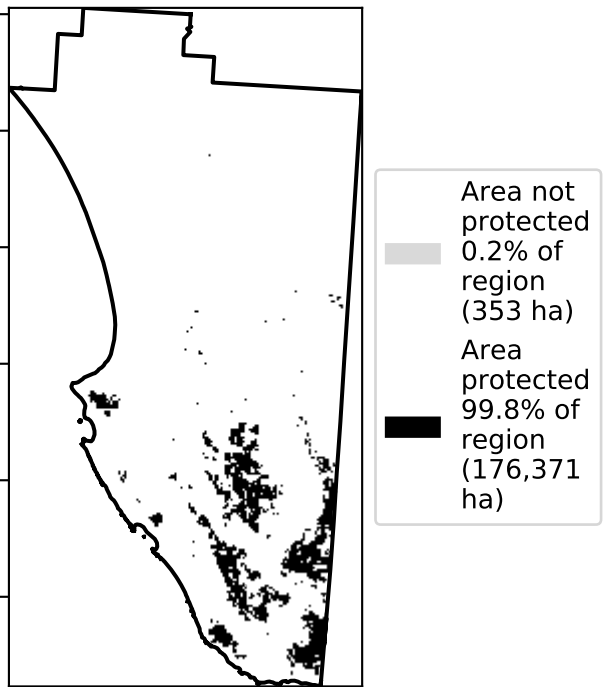 Area not
protected
0.2% of
region
(353 ha)
Area
protected
99.8% of
region
(176,371
ha)